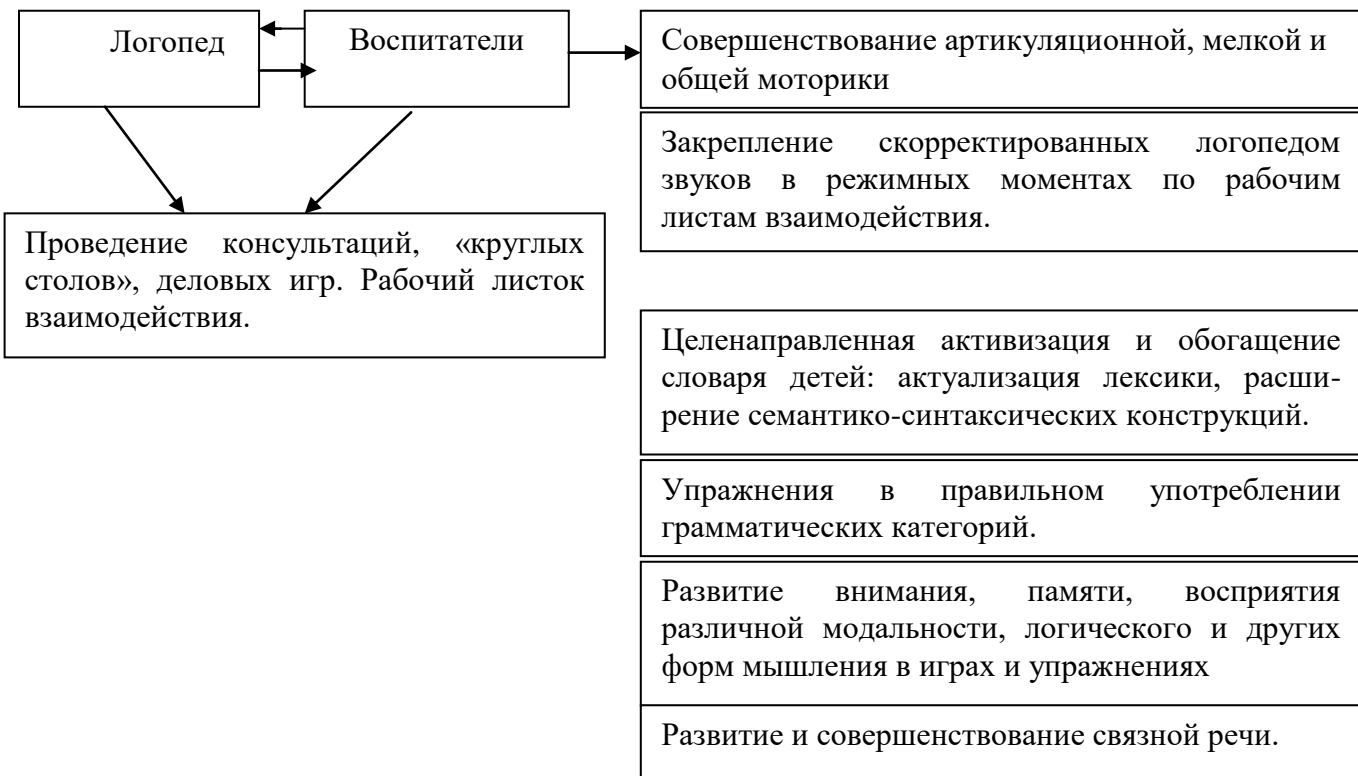 Логопед
Воспитатели
Совершенствование артикуляционной, мелкой и
общей моторики
Закрепление скорректированных логопедом
звуков в режимных моментах по рабочим
листам взаимодействия.
Проведение консультаций, «круглых
столов», деловых игр. Рабочий листок
взаимодействия.
Целенаправленная активизация и обогащение
словаря детей: актуализация лексики, расши-
рение семантико-синтаксических конструкций.
Упражнения в правильном употреблении
грамматических категорий.
Развитие внимания, памяти, восприятия
различной модальности, логического и других
форм мышления в играх и упражнениях
Развитие и совершенствование связной речи.